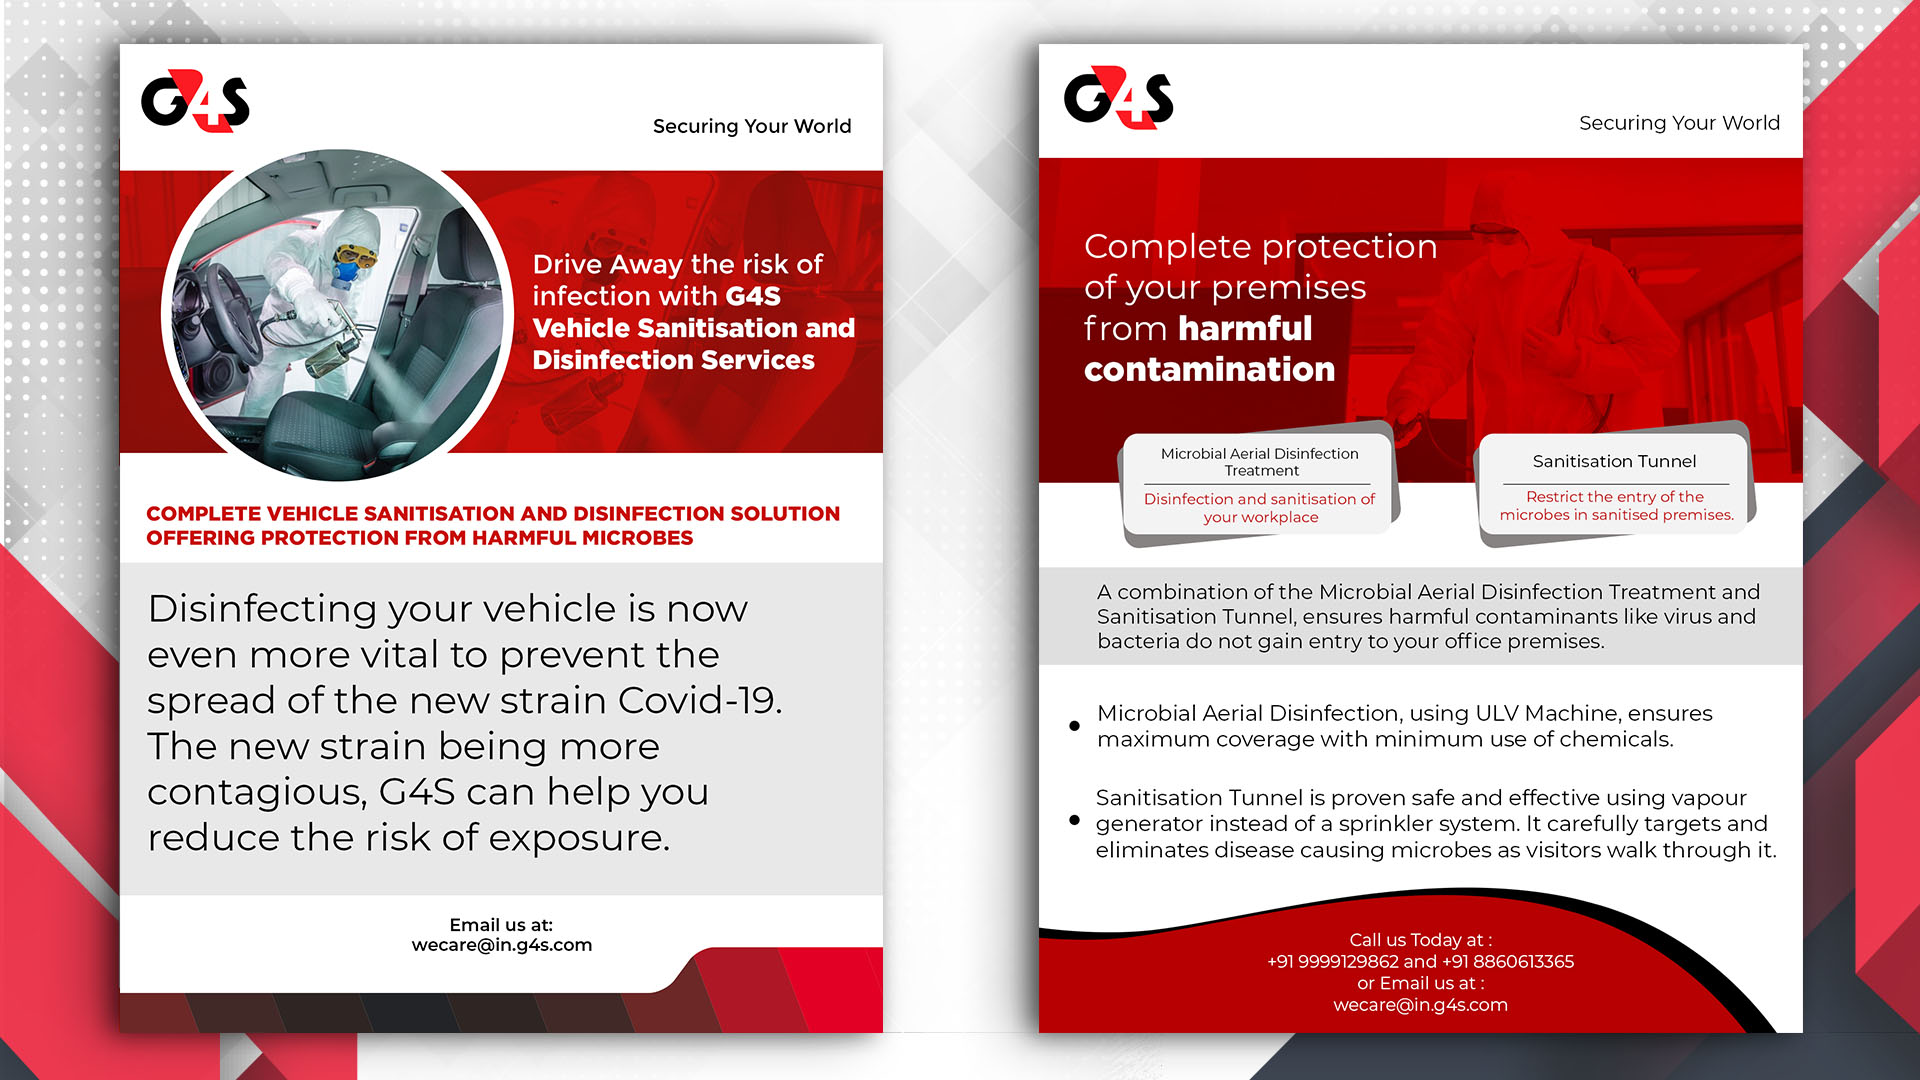 G4S
Securing Your World
Drive Away the risk of
infection with G4S
Vehicle Sanitisation and
Disinfection Services
COMPLETE VEHICLE SANITISATION AND DISINFECTION SOLUTION
OFFERING PROTECTION FROM HARMFUL MICROBES
Disinfecting your vehicle is now
even more vital to prevent the
spread of the new strain Covid-19.
The new strain being more
contagious, G4S can help you
reduce the risk of exposure.
Email us at:
wecare@in.g4s.com
G4S
Securing Your World
Complete protection
of your premises
from harmful
contamination
Microbial Aerial Disinfection
Treatment
Disinfection and sanitisation of
your workplace
Sanitisation Tunnel
Restrict the entry of the
microbes in sanitised premises.
A combination of the Microbial Aerial Disinfection Treatment and
Sanitisation Tunnel, ensures harmful contaminants like virus and
bacteria do not gain entry to your office premises.
• Microbial Aerial Disinfection, using ULV Machine, ensures
maximum coverage with minimum use of chemicals.
• Sanitisation Tunnel is proven safe and effective using vapour
generator instead of a sprinkler system. It carefully targets and
eliminates disease causing microbes as visitors walk through it.
Call us Today at :
+91 9999129862 and +91 8860613365
or Email us at :
wecare@in.g4s.com